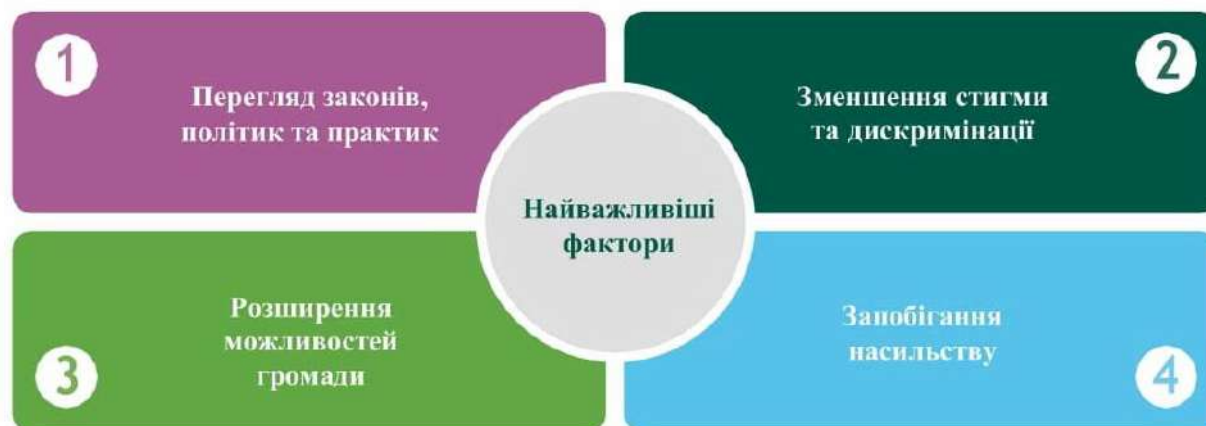 1
Перегляд законів,
політик та практик
2
Зменшення стигми
та дискримінації
Найважливіші
фактори
3
Розширення
можливостей
громади
4
Запобігання
насильству